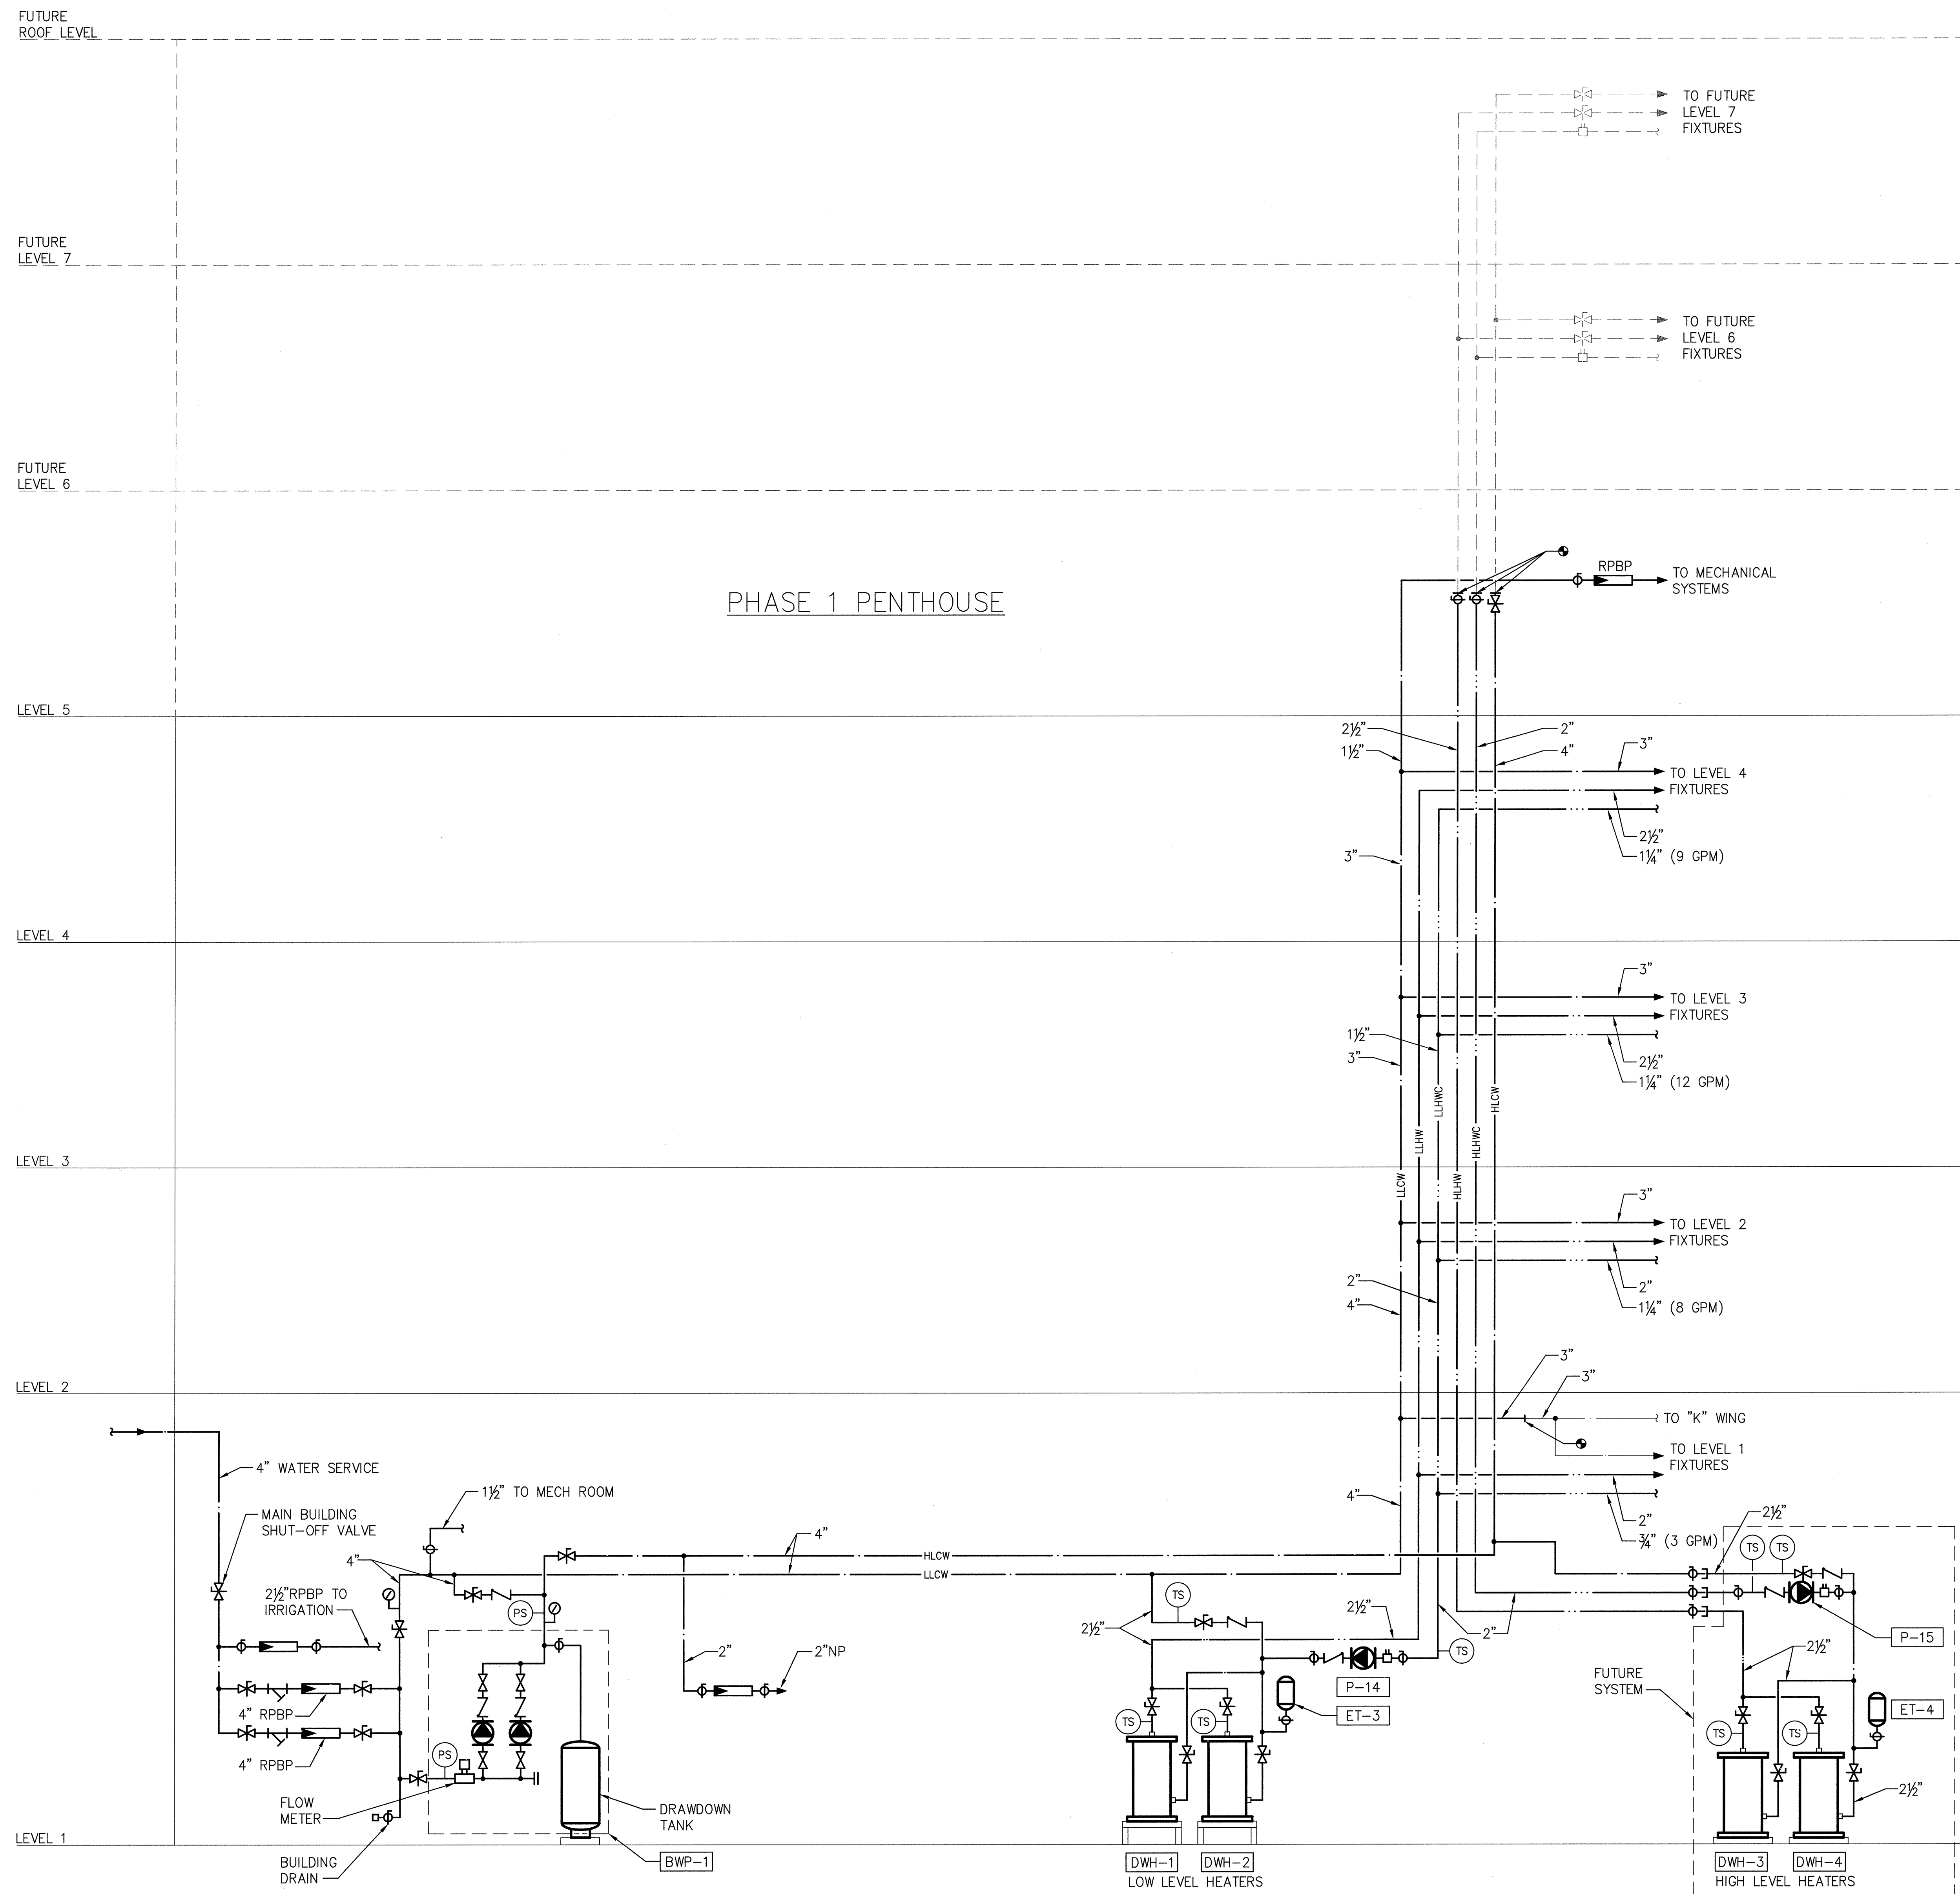 FUTURE
ROOF LEVEL
TO FUTURE
LEVEL 7
FIXTURES
FUTURE
LEVEL 7
TO FUTURE
LEVEL 6
FIXTURES
FUTURE
LEVEL 6
PHASE 1 PENTHOUSE
RPBP
TO MECHANICAL
SYSTEMS
LEVEL 5
2½"
1½"
2"
4"
3"
TO LEVEL 4
FIXTURES
2½"
1¼" (9 GPM)
3"
LEVEL 4
3"
TO LEVEL 3
FIXTURES
1½"
3"
2½"
1¼" (12 GPM)
LLHWC
HLCW
LLHW
HLHWC
LEVEL 3
LLCW
HLHW
3"
TO LEVEL 2
FIXTURES
2"
4"
2"
1¼" (8 GPM)
LEVEL 2
3"
3"
TO "K" WING
TO LEVEL 1
FIXTURES
4"
2"
¾" (3 GPM)
4" WATER SERVICE
1½" TO MECH ROOM
MAIN BUILDING
SHUT-OFF VALVE
4"
4"
HLCW
LLCW
2½"RPBP TO
IRRIGATION
PS
2"
2"NP
4" RPBP
4" RPBP
PS
FLOW
METER
DRAWDOWN
TANK
LEVEL 1
BUILDING
DRAIN
BWP-1
TS
2½"
2½"
2"
TS
P-14
ET-3
TS
TS
DWH-1
DWH-2
LOW LEVEL HEATERS
2½"
TS
TS
P-15
2½"
FUTURE
SYSTEM
ET-4
TS
TS
2½"
DWH-3
DWH-4
HIGH LEVEL HEATERS